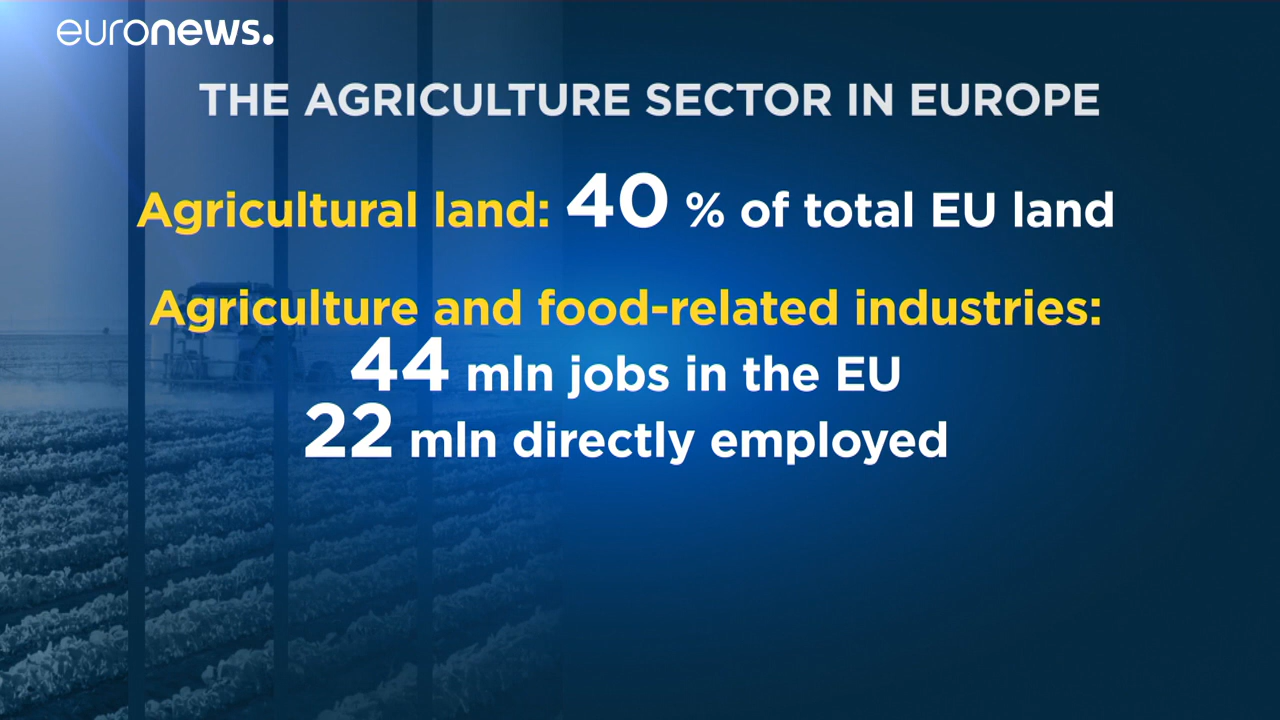 euronews.
THE AGRICULTURE SECTOR IN EUROPE
Agricultural land: 40 % of total EU land
Agriculture and food-related industries:
44 mln jobs in the EU
22 mln directly employed